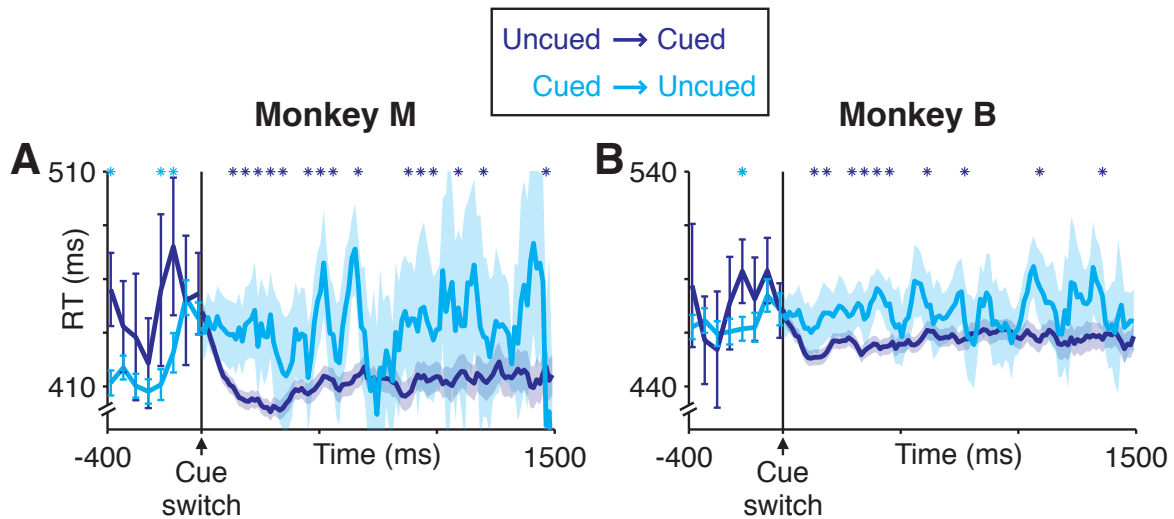 Uncued → Cued
Cued → Uncued
Monkey M
Monkey B
A
510
RT (ms)
410
-400
Cue
switch
Time (ms)
1500
B
540
440
-400
Cue
switch
Time (ms)
1500